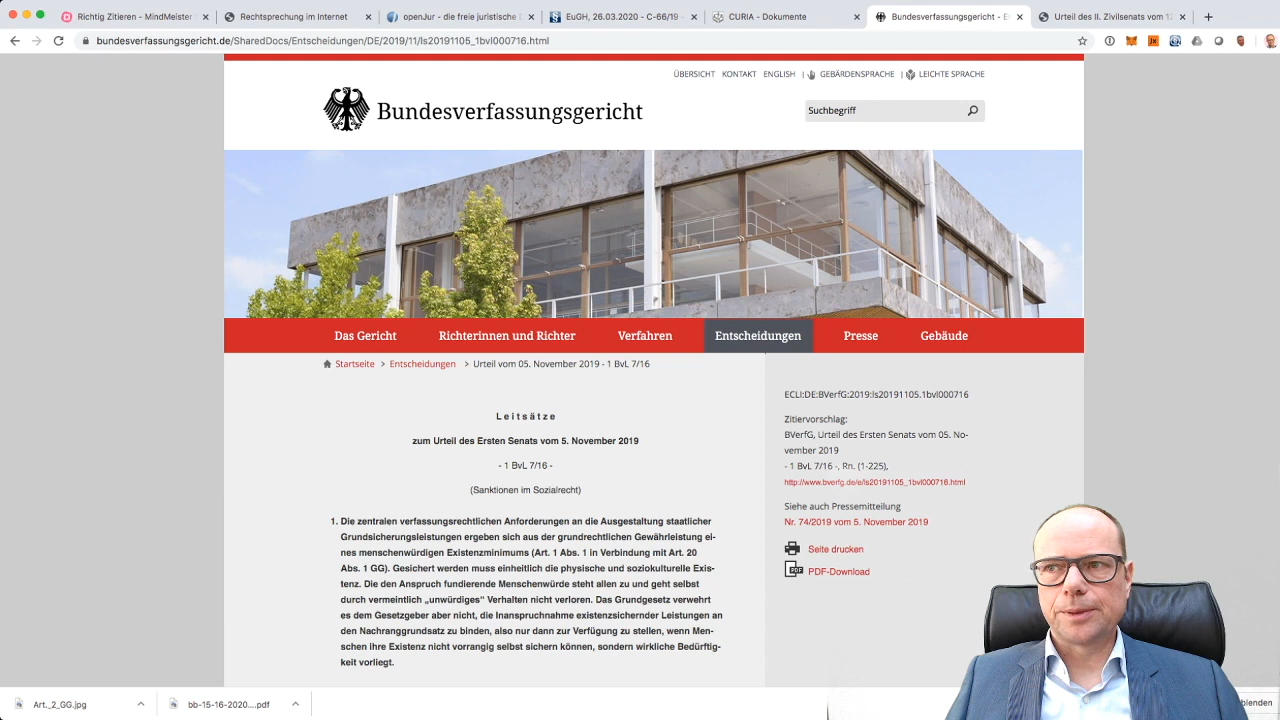 Richtig Zitieren - MindMeister
Rechtsprechung im Internet
openJur - die freie juristische D
EuGH, 26.03.2020 - C-66/19 -
CURIA - Dokumente
Bundesverfassungsgericht - E
Urteil des II. Zivilsenats vom 12
bundesverfassungsgericht.de/SharedDocs/Entscheidungen/DE/2019/11/ls20191105_1bvl000716.html
ÜBERSICHT KONTAKT ENGLISH | GEBÄRDENSPRACHE | LEICHTE SPRACHE
Bundesverfassungsgericht
Suchbegriff
Das Gericht Richterinnen und Richter Verfahren Entscheidungen Presse Gebäude
Startseite > Entscheidungen > Urteil vom 05. November 2019 - 1 BvL 7/16
L e i t s ä t z e
zum Urteil des Ersten Senats vom 5. November 2019
- 1 BvL 7/16 -
(Sanktionen im Sozialrecht)
1. Die zentralen verfassungsrechtlichen Anforderungen an die Ausgestaltung staatlicher
Grundsicherungsleistungen ergeben sich aus der grundrechtlichen Gewährleistung ei-
nes menschenwürdigen Existenzminimums (Art. 1 Abs. 1 in Verbindung mit Art. 20
Abs. 1 GG). Gesichert werden muss einheitlich die physische und soziokulturelle Exis-
tenz. Die den Anspruch fundierende Menschenwürde steht allen zu und geht selbst
durch vermeintlich „unwürdiges“ Verhalten nicht verloren. Das Grundgesetz verwehrt
es dem Gesetzgeber aber nicht, die Inanspruchnahme existenzsichernder Leistungen an
den Nachranggrundsatz zu binden, also nur dann zur Verfügung zu stellen, wenn Men-
schen ihre Existenz nicht vorrangig selbst sichern können, sondern wirkliche Bedürftig-
keit vorliegt.
ECLI:DE:BVerfG:2019:ls20191105.1bvl000716
Zitiervorschlag:
BVerfG, Urteil des Ersten Senats vom 05. No-
vember 2019
- 1 BvL 7/16 -, Rn. (1-225),
http://www.bverfg.de/e/ls20191105_1bvl000716.html
Siehe auch Pressemitteilung
Nr. 74/2019 vom 5. November 2019
Seite drucken
PDF PDF-Download
Art._2_GG.jpg
bb-15-16-2020....pdf
blenden